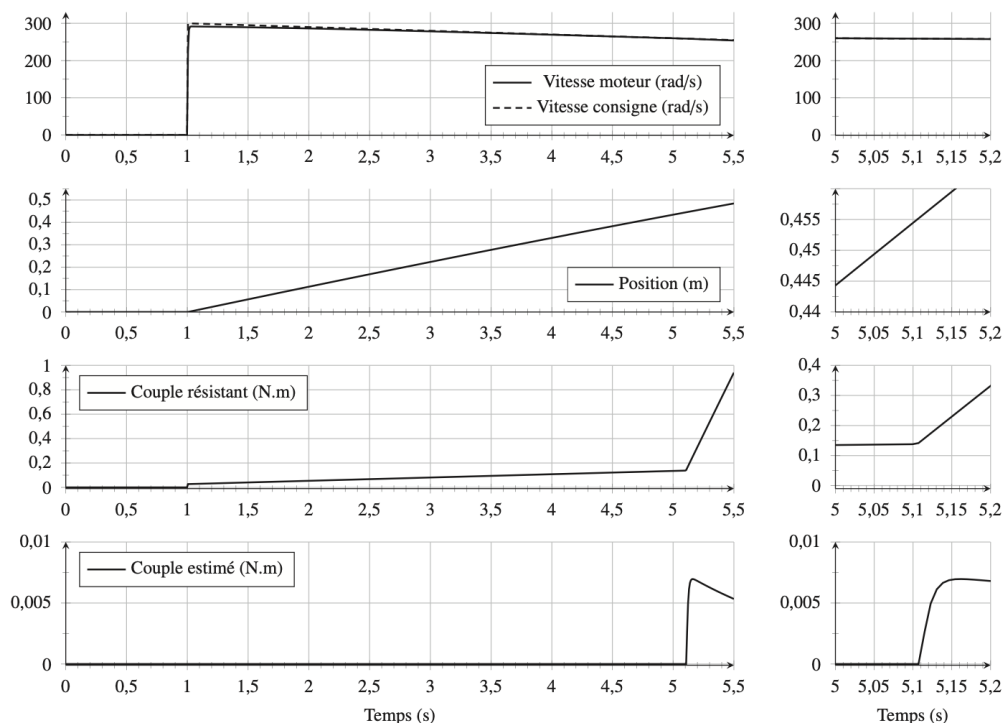 300
200
100
0
Vitesse moteur (rad/s)
Vitesse consigne (rad/s)
0 0,5 1 1,5 2 2,5 3 3,5 4 4,5 5 5,5
300
200
100
0
5 5,05 5,1 5,15 5,2
0,5
0,4
0,3
0,2
0,1
0
Position (m)
0 0,5 1 1,5 2 2,5 3 3,5 4 4,5 5 5,5
0,455
0,45
0,445
0,44
5 5,05 5,1 5,15 5,2
1
0,8
0,6
0,4
0,2
0
Couple résistant (N.m)
0 0,5 1 1,5 2 2,5 3 3,5 4 4,5 5 5,5
0,4
0,3
0,2
0,1
0
5 5,05 5,1 5,15 5,2
0,01
0,005
0
Couple estimé (N.m)
0 0,5 1 1,5 2 2,5 3 3,5 4 4,5 5 5,5
Temps (s)
0,01
0,005
0
5 5,05 5,1 5,15 5,2
Temps (s)